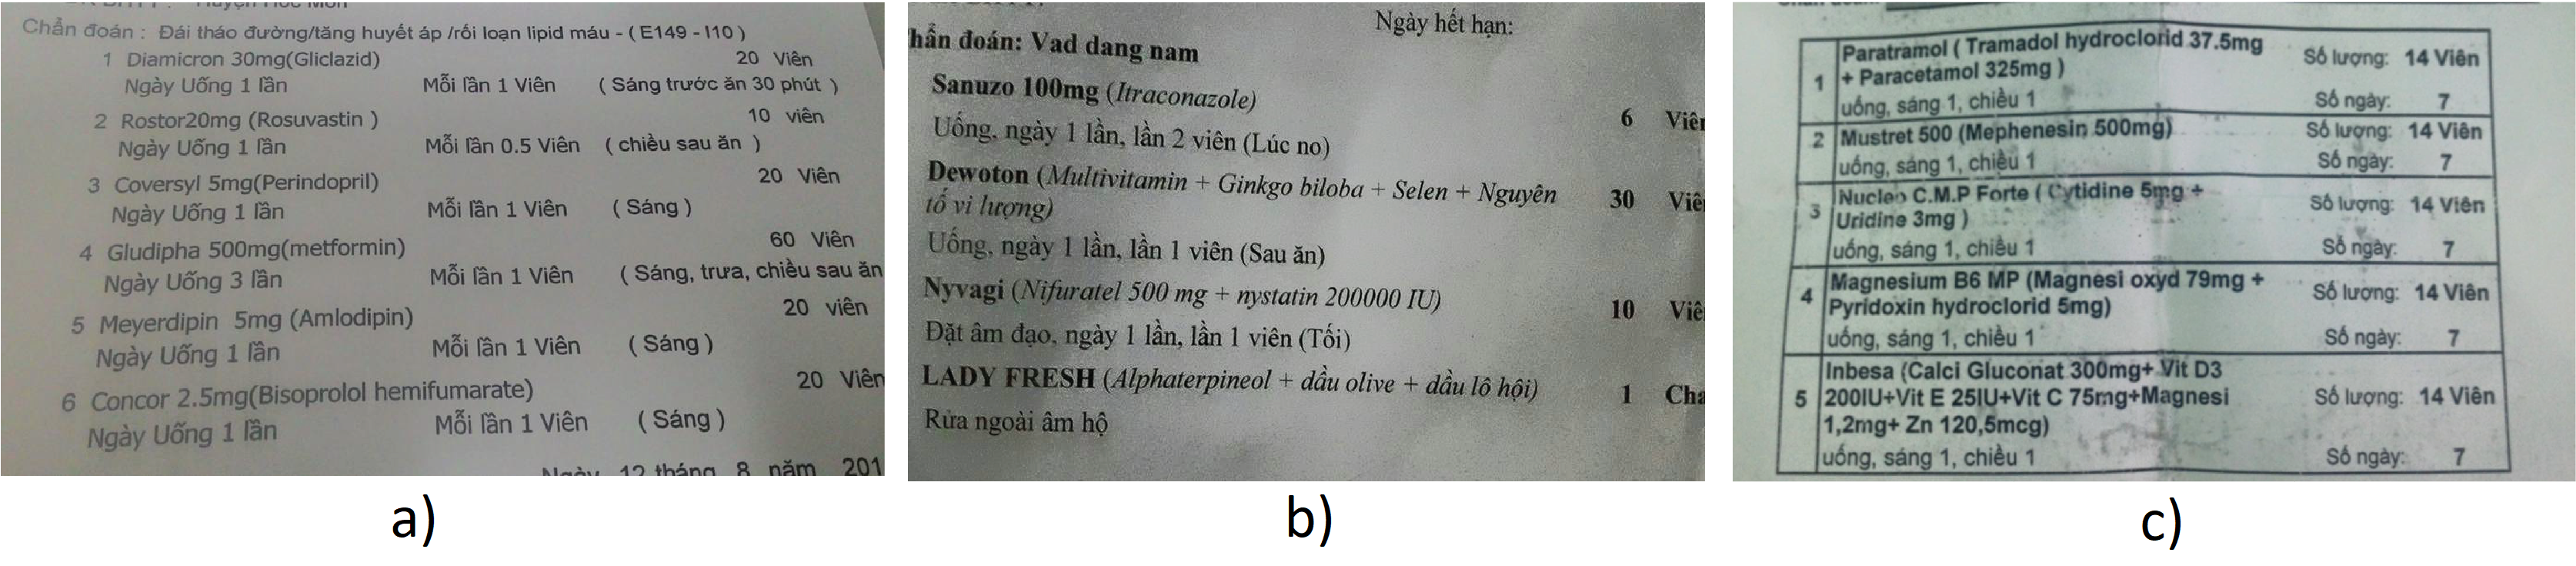 Chẩn đoán : Đái tháo đường/tăng huyết áp /rối loạn lipid máu - ( E149 - I10 )
1 Diamicron 30mg(Gliclazid) 20 Viên
Ngày Uống 1 lần Mỗi lần 1 Viên ( Sáng trước ăn 30 phút )
2 Rostor20mg (Rosuvastin ) 10 viên
Ngày Uống 1 lần Mỗi lần 0.5 Viên ( chiều sau ăn )
3 Coversyl 5mg(Perindopril) 20 Viên
Ngày Uống 1 lần Mỗi lần 1 Viên ( Sáng )
4 Gludipha 500mg(metformin) 60 Viên
Ngày Uống 3 lần Mỗi lần 1 Viên ( Sáng, trưa, chiều sau ăn
5 Meyerdipin 5mg (Amlodipin) 20 viên
Ngày Uống 1 lần Mỗi lần 1 Viên ( Sáng )
6 Concor 2.5mg(Bisoprolol hemifumarate) 20 Viên
Ngày Uống 1 lần Mỗi lần 1 Viên ( Sáng )
Ngày 12 tháng 8 năm 201
a)
Ngày hết hạn:
hẩn đoán: Vad dang nam
Sanuzo 100mg (Itraconazole)
6 Viên
Uống, ngày 1 lần, lần 2 viên (Lúc no)
Dewoton (Multivitamin + Ginkgo biloba + Selen + Nguyên 30 Viê
tố vi lượng)
Uống, ngày 1 lần, lần 1 viên (Sau ăn)
Nyvagi (Nifuratel 500 mg + nystatin 200000 IU) 10 Viê
Đặt âm đạo, ngày 1 lần, lần 1 viên (Tối)
LADY FRESH (Alphaterpineol + dầu olive + dầu lô hội) 1 Cha
Rửa ngoài âm hộ
b)
1 Paratramol ( Tramadol hydroclorid 37.5mg Số lượng: 14 Viên
+ Paracetamol 325mg )
uống, sáng 1, chiều 1 Số ngày: 7
2 Mustret 500 (Mephenesin 500mg) Số lượng: 14 Viên
uống, sáng 1, chiều 1 Số ngày: 7
3 Nucleo C.M.P Forte ( Cytidine 5mg + Số lượng: 14 Viên
Uridine 3mg )
uống, sáng 1, chiều 1 Số ngày: 7
4 Magnesium B6 MP (Magnesi oxyd 79mg + Số lượng: 14 Viên
Pyridoxin hydroclorid 5mg)
uống, sáng 1, chiều 1 Số ngày: 7
Inbesa (Calci Gluconat 300mg+ Vit D3
5 200IU+Vit E 25IU+Vit C 75mg+Magnesi Số lượng: 14 Viên
1,2mg+ Zn 120,5mcg)
uống, sáng 1, chiều 1 Số ngày: 7
c)